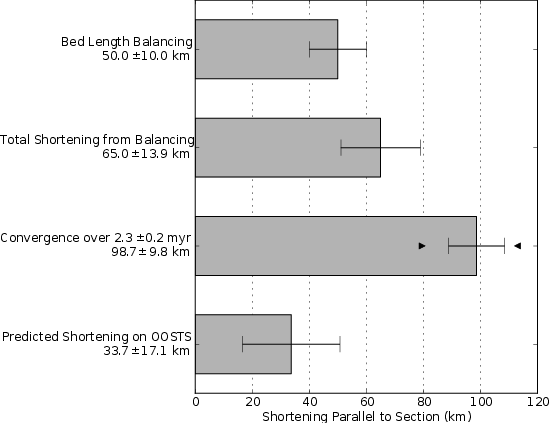 Bed Length Balancing
50.0 ±10.0 km
Total Shortening from Balancing
65.0 ±13.9 km
Convergence over 2.3 ±0.2 myr
98.7 ±9.8 km
Predicted Shortening on OOSTS
33.7 ±17.1 km
0 20 40 60 80 100 120
Shortening Parallel to Section (km)